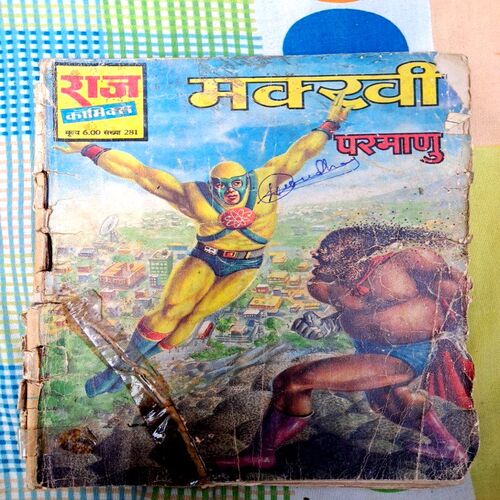 राज
कॉमिक्स
मूल्य 6.00 संख्या 281
मक्खी
परमाणु